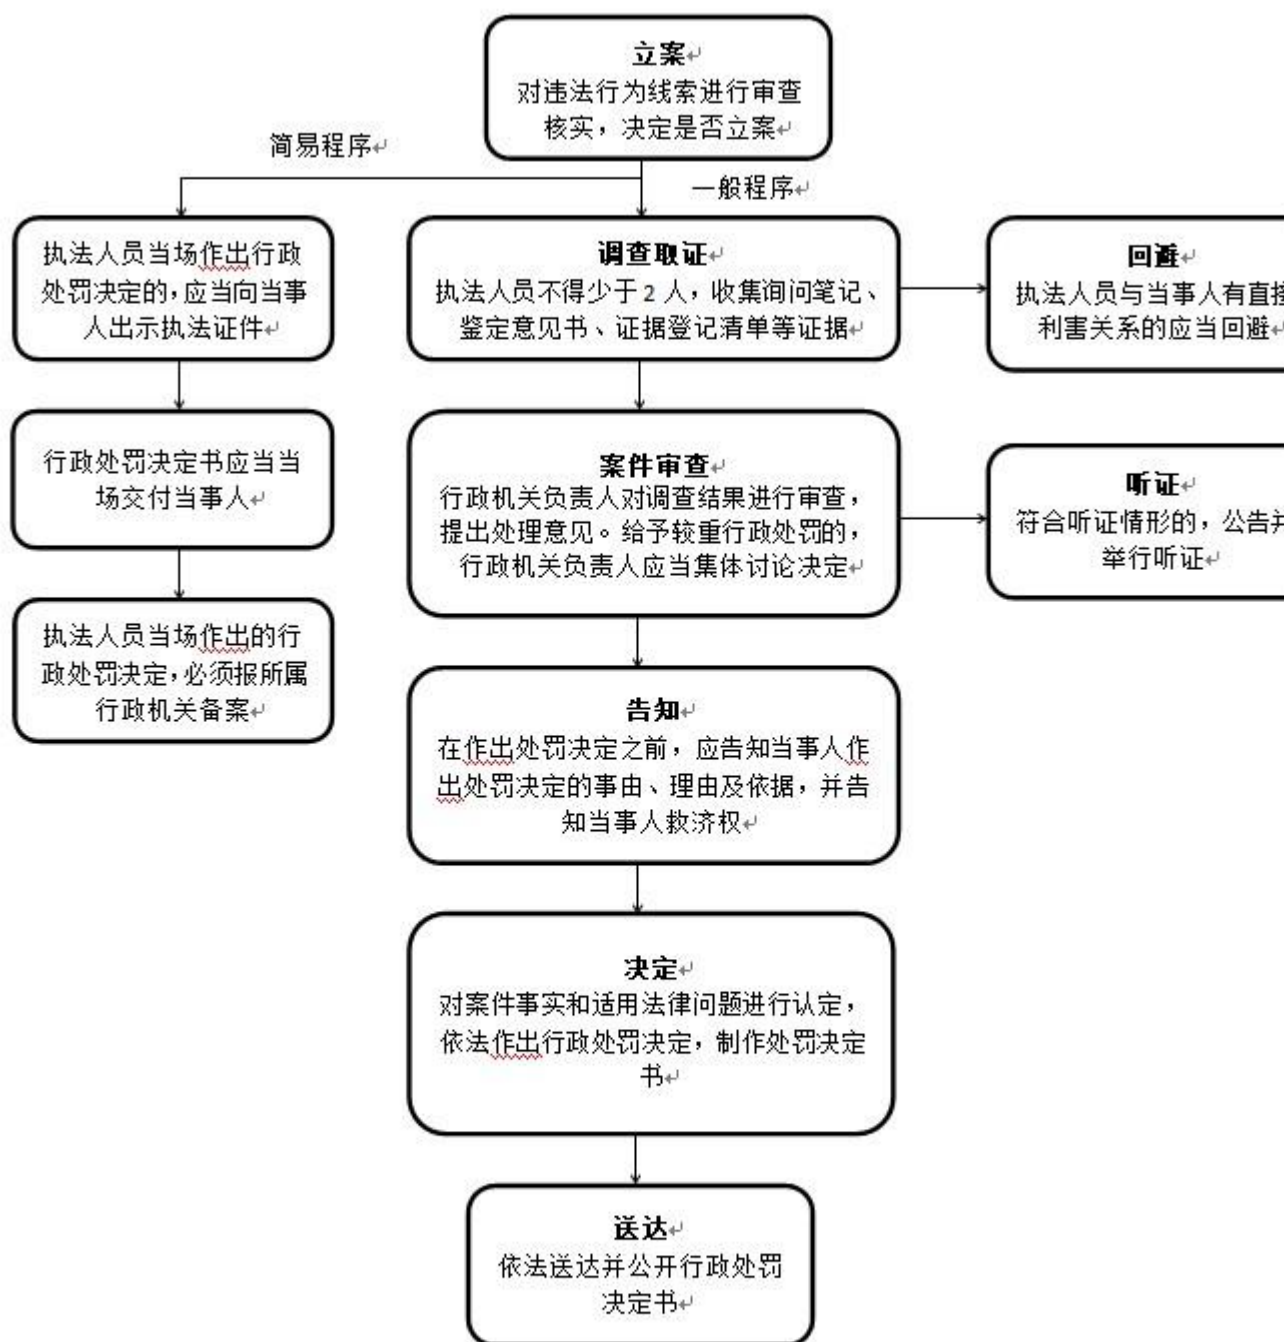 立案
对违法行为线索进行审查
核实，决定是否立案
简易程序
一般程序
执法人员当场作出行政
处罚决定的，应当向当事
人出示执法证件
调查取证
执法人员不得少于2人，收集询问笔记、
鉴定意见书、证据登记清单等证据
回避
执法人员与当事人有直接
利害关系的应当回避
行政处罚决定书应当当
场交付当事人
案件审查
行政机关负责人对调查结果进行审查，
提出处理意见。给予较重行政处罚的，
行政机关负责人应当集体讨论决定
听证
符合听证情形的，公告并
举行听证
执法人员当场作出的行
政处罚决定，必须报所属
行政机关备案
告知
在作出处罚决定之前，应告知当事人作
出处罚决定的事由、理由及依据，并告
知当事人救济权
决定
对案件事实和适用法律问题进行认定，
依法作出行政处罚决定，制作处罚决定
书
送达
依法送达并公开行政处罚
决定书